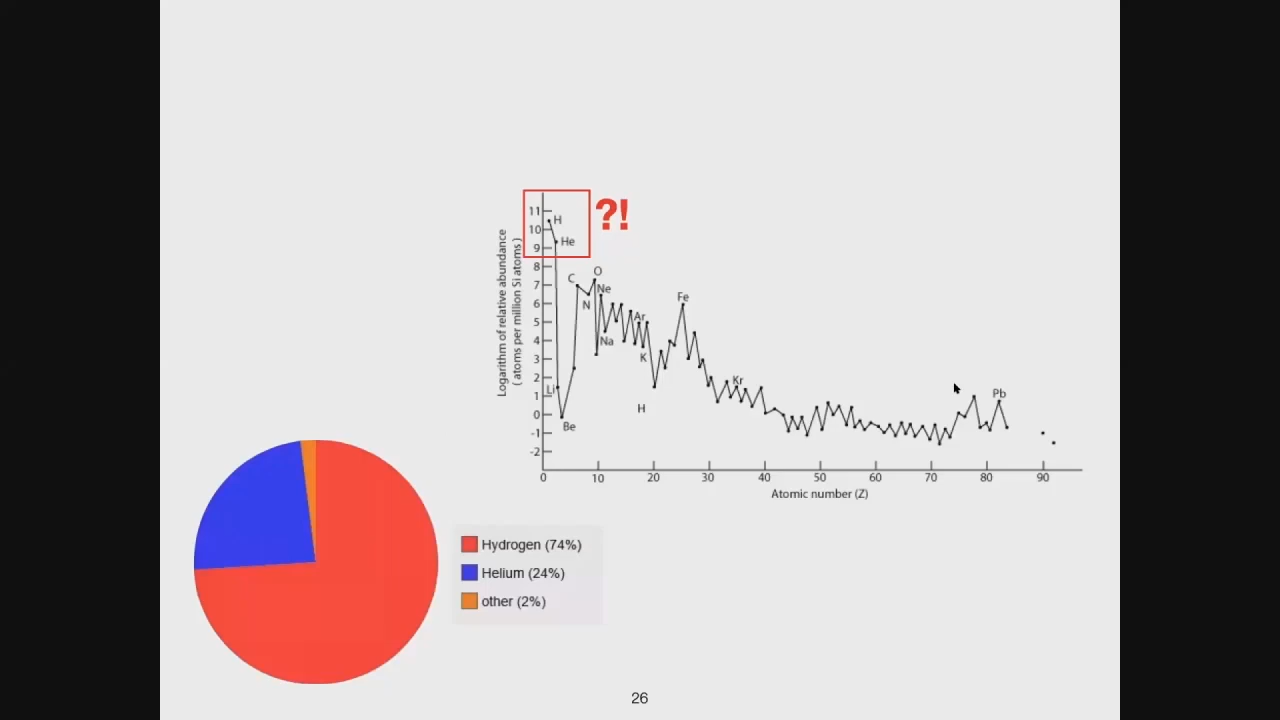 ?!
11
H
10
He
9
8
O
C
7
Ne
N
6
Fe
Ar
5
Na
4
K
3
2
Kr
Li
1
Pb
H
0
Be
-1
-2
0 10 20 30 40 50 60 70 80 90
Atomic number (Z)
Logarithm of relative abundance
( atoms per million Si atoms )
Hydrogen (74%)
Helium (24%)
other (2%)
26